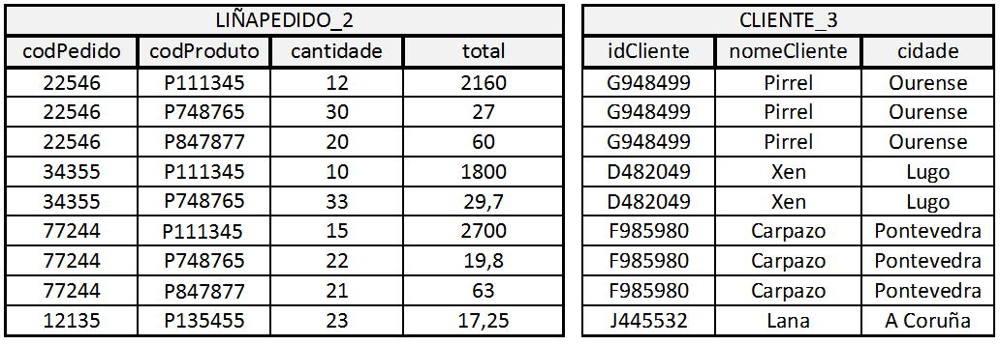 LIÑAPEDIDO_2 CLIENTE_3
codPedido codProduto cantidade total idCliente nomeCliente cidade
22546 P111345 12 2160 G948499 Pirrel Ourense
22546 P748765 30 27 G948499 Pirrel Ourense
22546 P847877 20 60 G948499 Pirrel Ourense
34355 P111345 10 1800 D482049 Xen Lugo
34355 P748765 33 29,7 D482049 Xen Lugo
77244 P111345 15 2700 F985980 Carpazo Pontevedra
77244 P748765 22 19,8 F985980 Carpazo Pontevedra
77244 P847877 21 63 F985980 Carpazo Pontevedra
12135 P135455 23 17,25 J445532 Lana A Coruña